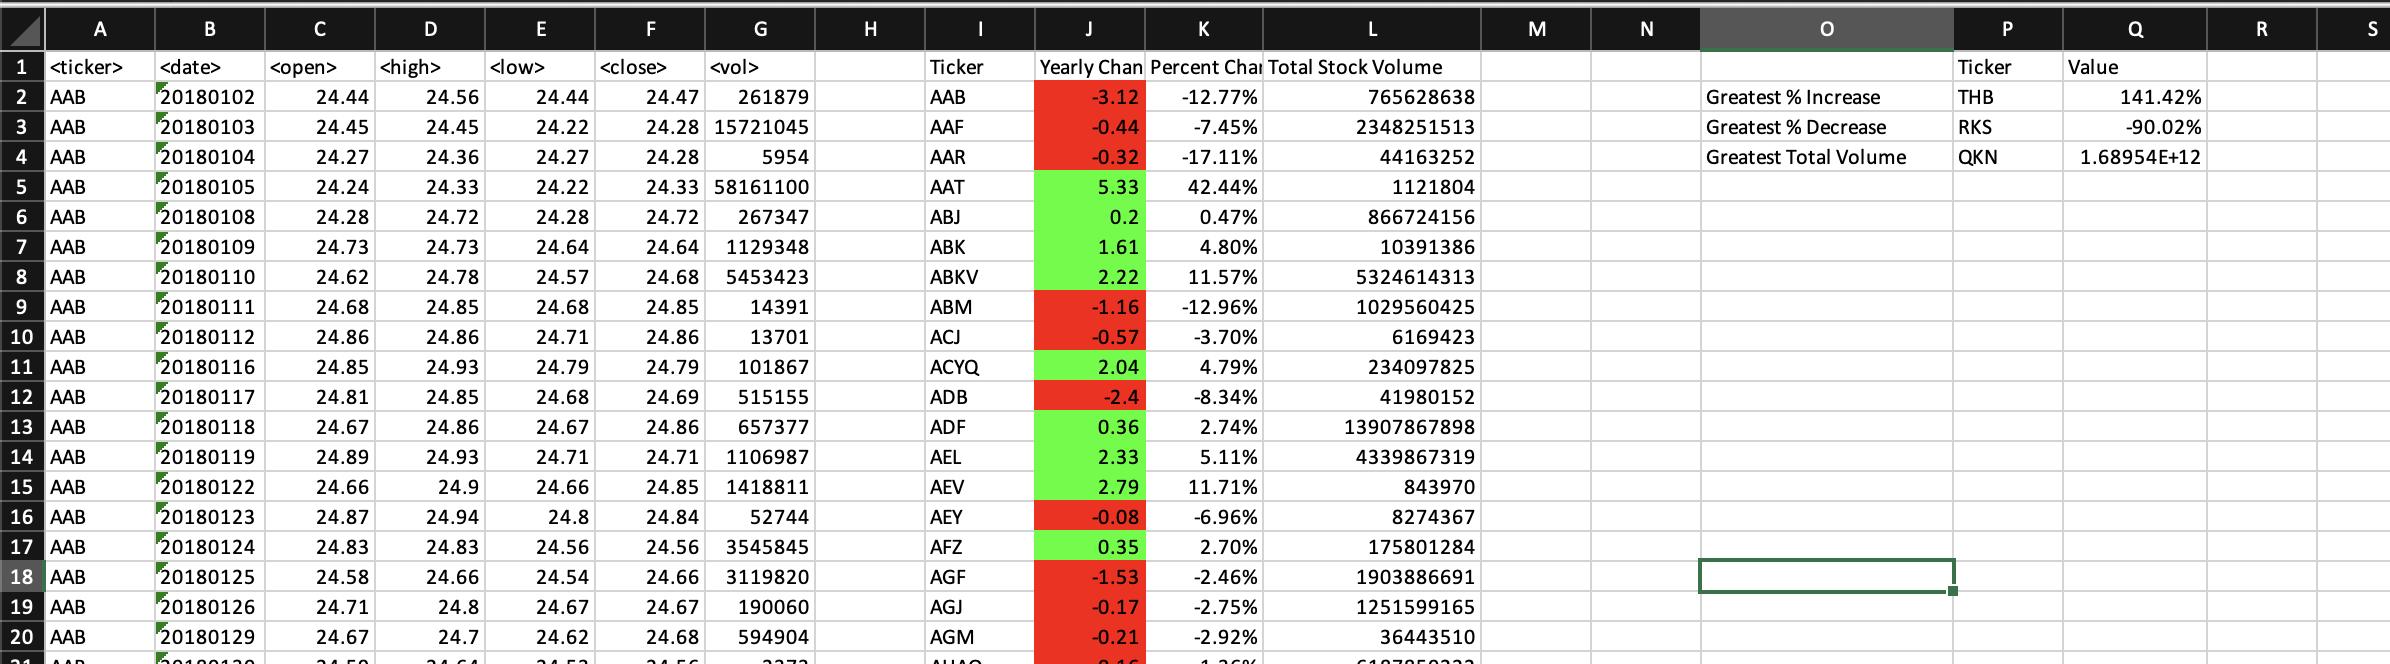 A B C D E F G H I J K L M N O P Q R S
1 <ticker> <date> <open> <high> <low> <close> <vol> Ticker Yearly Chan Percent Char Total Stock Volume Ticker Value
2 AAB 20180102 24.44 24.56 24.44 24.47 261879 AAB -3.12 -12.77% 765628638 Greatest % Increase THB 141.42%
3 AAB 20180103 24.45 24.45 24.22 24.28 15721045 AAF -0.44 -7.45% 2348251513 Greatest % Decrease RKS -90.02%
4 AAB 20180104 24.27 24.36 24.27 24.28 5954 AAR -0.32 -17.11% 44163252 Greatest Total Volume QKN 1.68954E+12
5 AAB 20180105 24.24 24.33 24.22 24.33 58161100 AAT 5.33 42.44% 1121804
6 AAB 20180108 24.28 24.72 24.28 24.72 267347 ABJ 0.2 0.47% 866724156
7 AAB 20180109 24.73 24.73 24.64 24.64 1129348 ABK 1.61 4.80% 10391386
8 AAB 20180110 24.62 24.78 24.57 24.68 5453423 ABKV 2.22 11.57% 5324614313
9 AAB 20180111 24.68 24.85 24.68 24.85 14391 ABM -1.16 -12.96% 1029560425
10 AAB 20180112 24.86 24.86 24.71 24.86 13701 ACJ -0.57 -3.70% 6169423
11 AAB 20180116 24.85 24.93 24.79 24.79 101867 ACYQ 2.04 4.79% 234097825
12 AAB 20180117 24.81 24.85 24.68 24.69 515155 ADB -2.4 -8.34% 41980152
13 AAB 20180118 24.67 24.86 24.67 24.86 657377 ADF 0.36 2.74% 13907867898
14 AAB 20180119 24.89 24.93 24.71 24.71 1106987 AEL 2.33 5.11% 4339867319
15 AAB 20180122 24.66 24.9 24.66 24.85 1418811 AEV 2.79 11.71% 843970
16 AAB 20180123 24.87 24.94 24.8 24.84 52744 AEY -0.08 -6.96% 8274367
17 AAB 20180124 24.83 24.83 24.56 24.56 3545845 AFZ 0.35 2.70% 175801284
18 AAB 20180125 24.58 24.66 24.54 24.66 3119820 AGF -1.53 -2.46% 1903886691
19 AAB 20180126 24.71 24.8 24.67 24.67 190060 AGJ -0.17 -2.75% 1251599165
20 AAB 20180129 24.67 24.7 24.62 24.68 594904 AGM -0.21 -2.92% 36443510